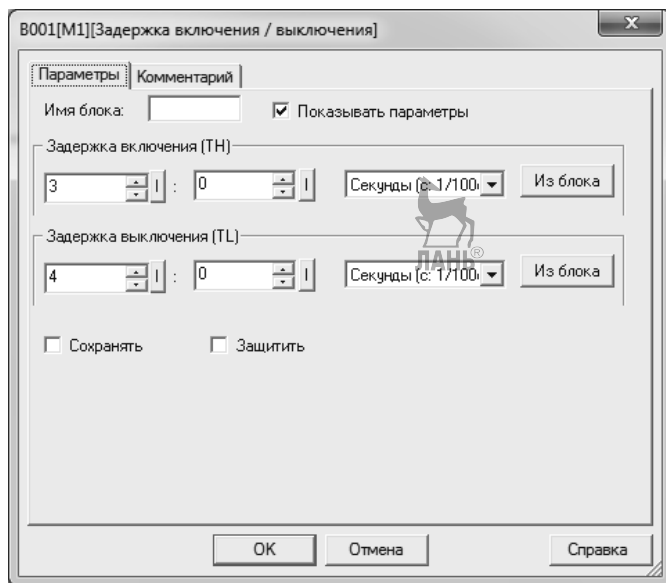 B001[M1][Задержка включения / выключения]
x
Параметры Комментарий
Имя блока: Показывать параметры
Задержка включения (TH)
3 : 0 Секунды (с: 1/100 Из блока
Задержка выключения (TL)
4 : 0 Секунды (с: 1/100 Из блока
ЛАНЬ®
Сохранять Защитить
OK Отмена Справка